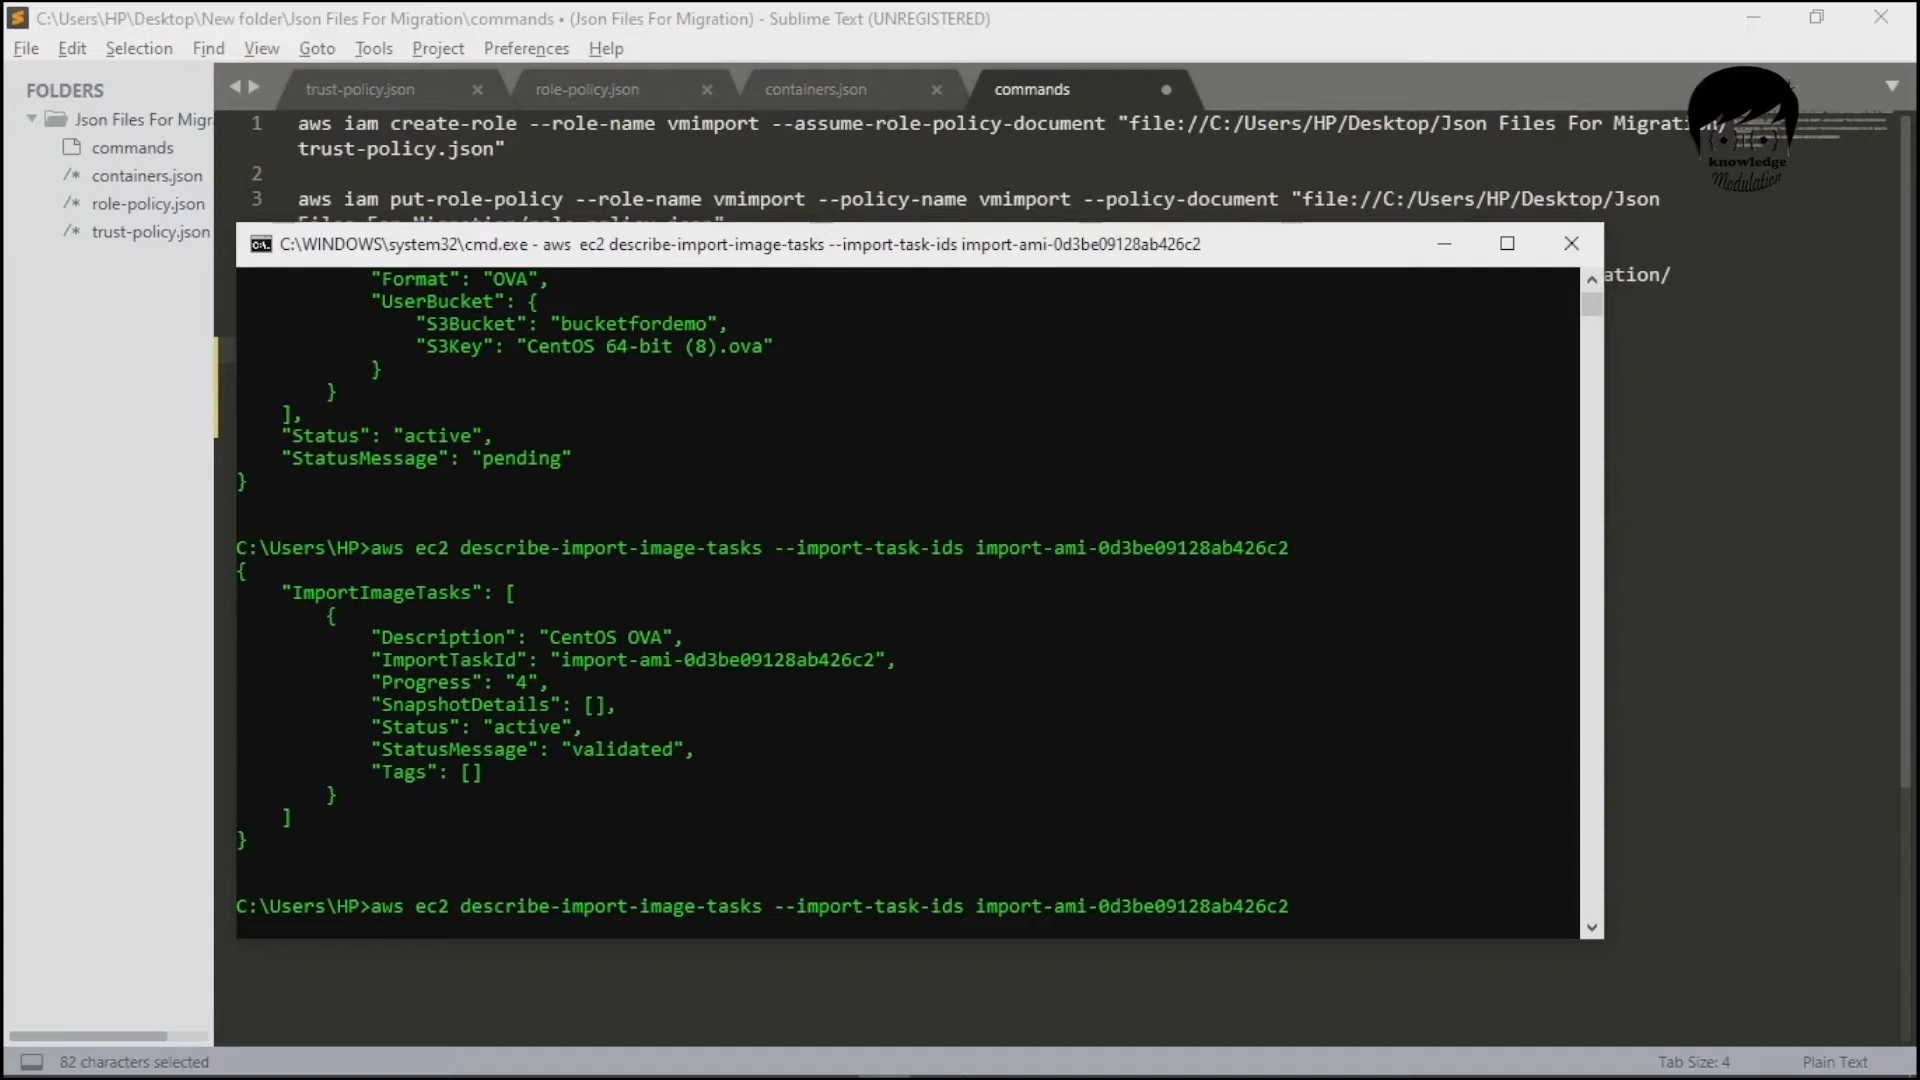 C:\Users\HP\Desktop\New folder\Json Files For Migration\commands • (Json Files For Migration) - Sublime Text (UNREGISTERED)
File Edit Selection Find View Goto Tools Project Preferences Help
FOLDERS
Json Files For Migr
commands
/* containers.json
/* role-policy.json
/* trust-policy.json
trust-policy.json
role-policy.json
containers.json
commands
1 aws iam create-role --role-name vmimport --assume-role-policy-document "file://C:/Users/HP/Desktop/Json Files For Migration/
trust-policy.json"
2
3 aws iam put-role-policy --role-name vmimport --policy-name vmimport --policy-document "file://C:/Users/HP/Desktop/Json
Files For Migration/role-policy.json"
ation/
knowledge
Modulation
C:\WINDOWS\system32\cmd.exe - aws  ec2 describe-import-image-tasks --import-task-ids import-ami-0d3be09128ab426c2
"Format": "OVA",
"UserBucket": {
"S3Bucket": "bucketfordemo",
"S3Key": "CentOS 64-bit (8).ova"
}
}
],
"Status": "active",
"StatusMessage": "pending"
}
C:\Users\HP>aws ec2 describe-import-image-tasks --import-task-ids import-ami-0d3be09128ab426c2
{
"ImportImageTasks": [
{
"Description": "CentOS OVA",
"ImportTaskId": "import-ami-0d3be09128ab426c2",
"Progress": "4",
"SnapshotDetails": [],
"Status": "active",
"StatusMessage": "validated",
"Tags": []
}
]
}
C:\Users\HP>aws ec2 describe-import-image-tasks --import-task-ids import-ami-0d3be09128ab426c2
82 characters selected
Tab Size: 4
Plain Text